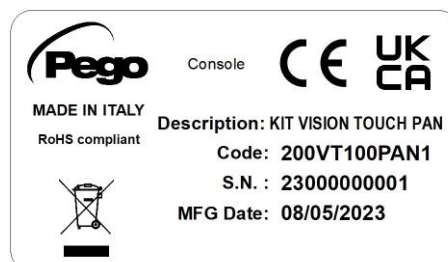 Pego
Console
CE
UK
CA
MADE IN ITALY
RoHS compliant
Description: KIT VISION TOUCH PAN
Code: 200VT100PAN1
S.N. : 23000000001
MFG Date: 08/05/2023